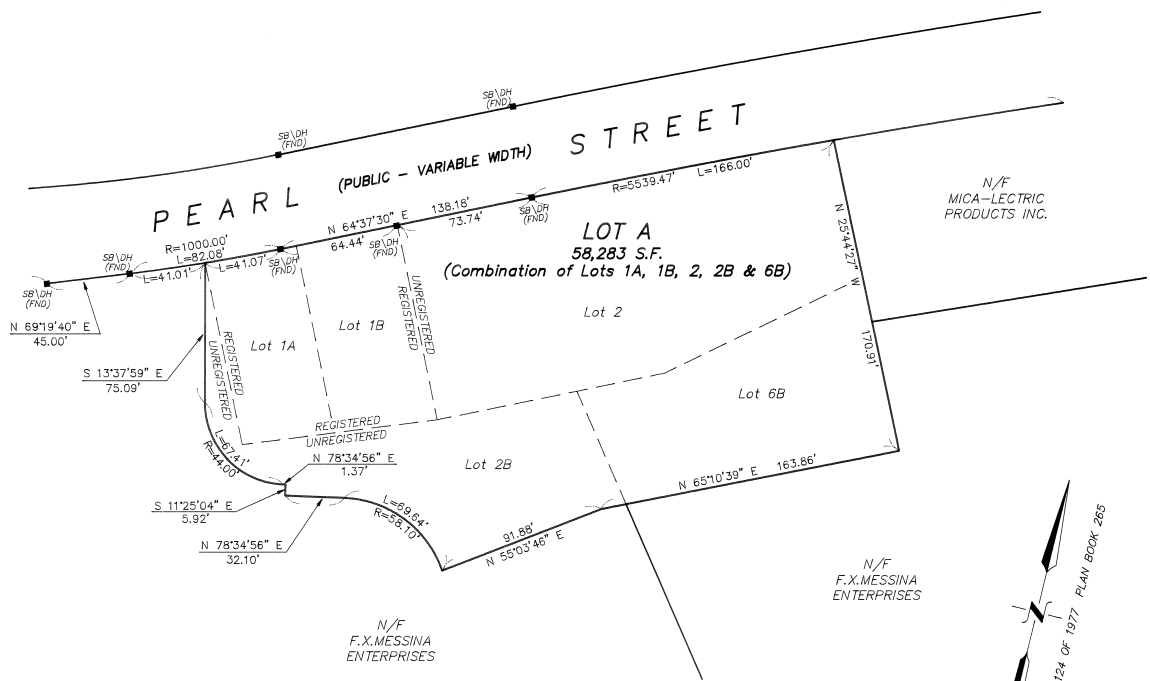 SB\DH
(FND)
SB\DH
(FND)
PEARL STREET
(PUBLIC - VARIABLE WIDTH)
R=5539.47'
L=166.00'
N/F
MICA-LECTRIC
PRODUCTS INC.
SB\DH
(FND)
N 64°37'30" E
138.18'
64.44'
73.74'
SB\DH
(FND)
R=1000.00'
L=82.08'
L=41.01'
L=41.07'
SB\DH
(FND)
SB\DH
(FND)
SB\DH
(FND)
LOT A
58,283 S.F.
(Combination of Lots 1A, 1B, 2, 2B & 6B)
N 25°44'27" W
170.91'
N 69°19'40" E
45.00'
Lot 1A
Lot 1B
Lot 2
UNREGISTERED
REGISTERED
REGISTERED
UNREGISTERED
S 13°37'59" E
75.09'
Lot 6B
REGISTERED
UNREGISTERED
L=67.41'
R=44.00'
N 78°34'56" E
1.37'
Lot 2B
N 65°10'39" E
163.86'
S 11°25'04" E
5.92'
L=69.64'
R=58.10'
N 78°34'56" E
32.10'
91.88'
N 55°03'46" E
N/F
F.X.MESSINA
ENTERPRISES
N/F
F.X.MESSINA
ENTERPRISES
N
124 OF 1977 PLAN BOOK 265